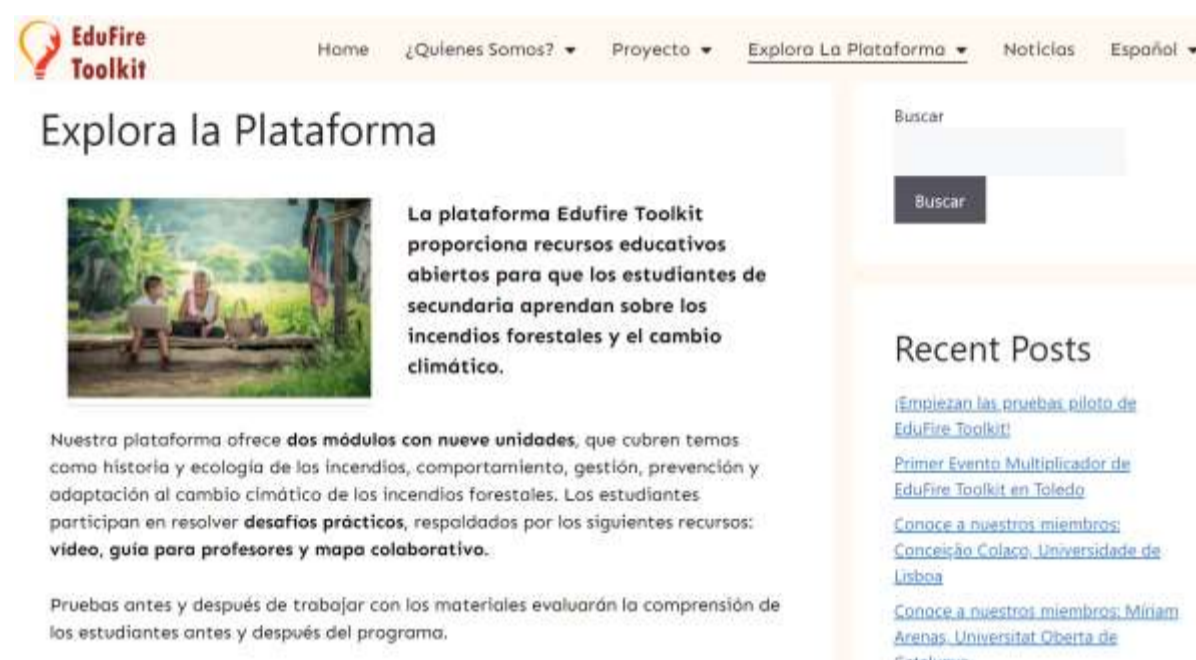 EduFire
Toolkit
Home ¿Quienes Somos? Proyecto Explora La Plataforma Noticias Español
Explora la Plataforma
La plataforma Edufire Toolkit
proporciona recursos educativos
abiertos para que los estudiantes de
secundaria aprendan sobre los
incendios forestales y el cambio
climático.
Nuestra plataforma ofrece dos módulos con nueve unidades, que cubren temas
como historia y ecología de los incendios, comportamiento, gestión, prevención y
adaptación al cambio climático de los incendios forestales. Los estudiantes
participan en resolver desafíos prácticos, respaldados por los siguientes recursos:
vídeo, guía para profesores y mapa colaborativo.
Pruebas antes y después de trabajar con los materiales evaluarán la comprensión de
los estudiantes antes y después del programa.
Buscar
Buscar
Recent Posts
¡Empiezan las pruebas piloto de
EduFire Toolkit!
Primer Evento Multiplicador de
EduFire Toolkit en Toledo
Conoce a nuestros miembros:
Conceição Colaço, Universidade de
Lisboa
Conoce a nuestros miembros: Míriam
Arenas, Universitat Oberta de